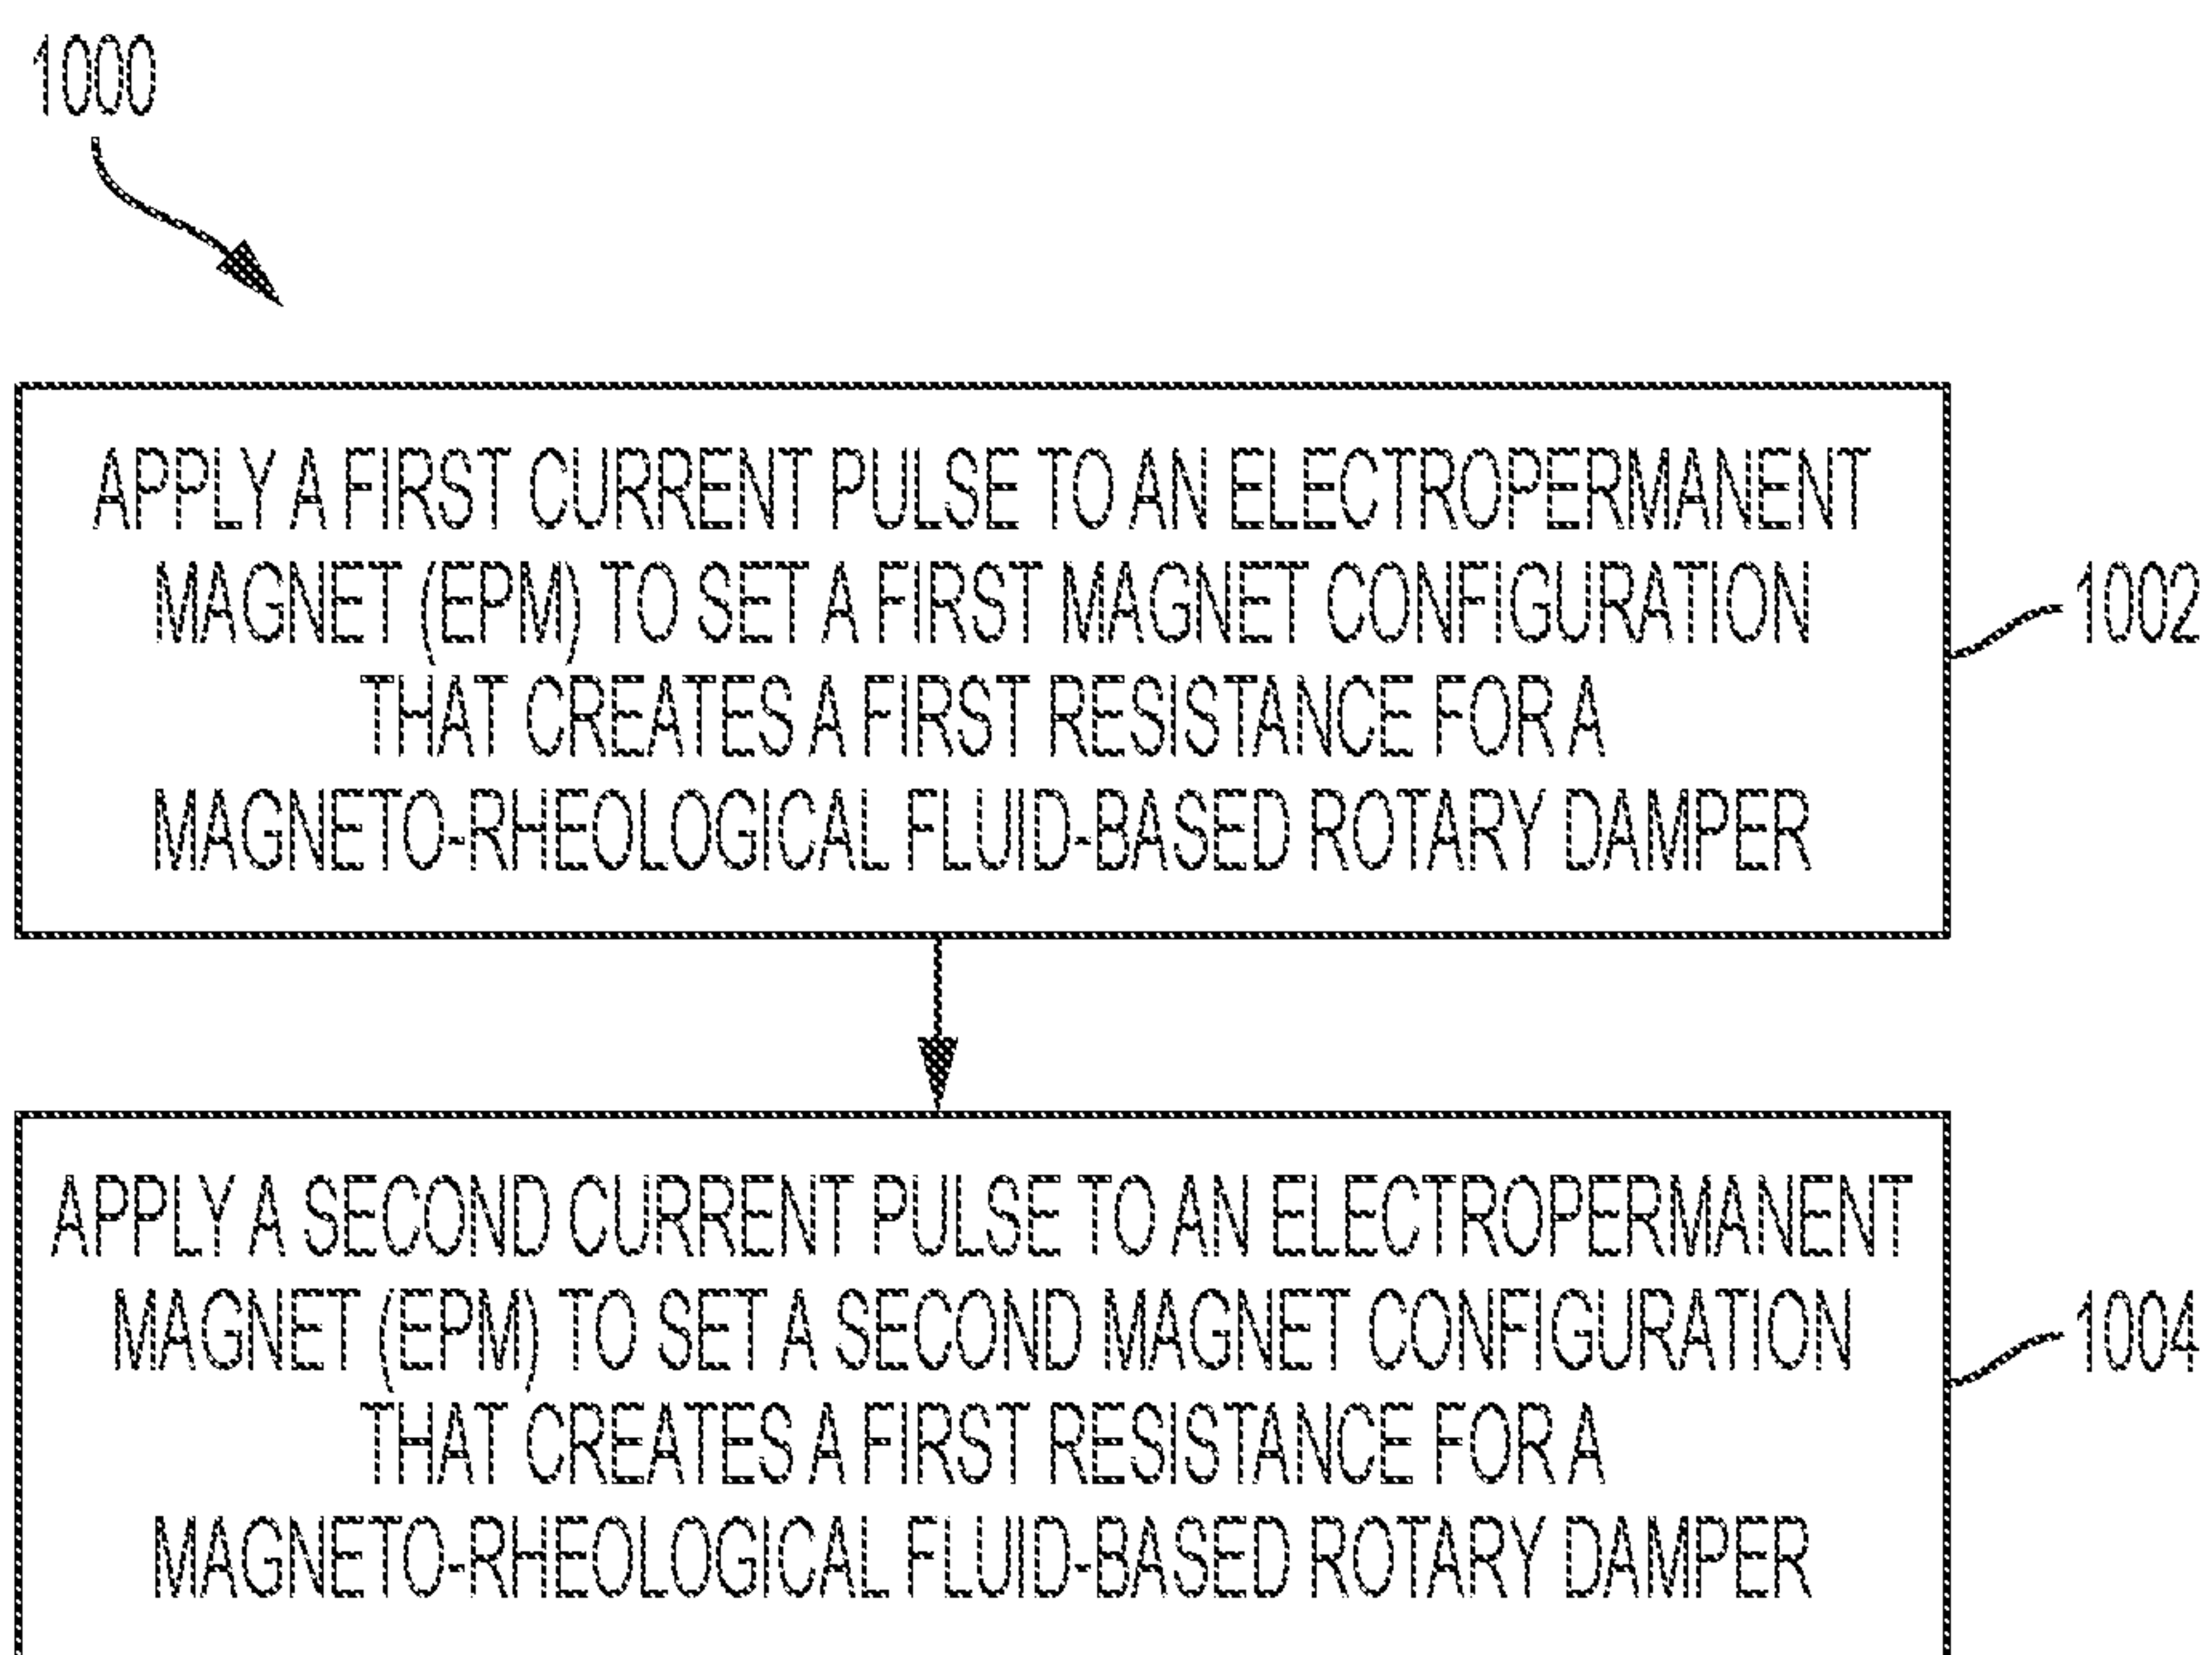 1000
APPLY A FIRST CURRENT PULSE TO AN ELECTROPERMANENT
MAGNET (EPM) TO SET A FIRST MAGNET CONFIGURATION
THAT CREATES A FIRST RESISTANCE FOR A
MAGNETO-RHEOLOGICAL FLUID-BASED ROTARY DAMPER
1002
APPLY A SECOND CURRENT PULSE TO AN ELECTROPERMANENT
MAGNET (EPM) TO SET A SECOND MAGNET CONFIGURATION
THAT CREATES A FIRST RESISTANCE FOR A
MAGNETO-RHEOLOGICAL FLUID-BASED ROTARY DAMPER
1004